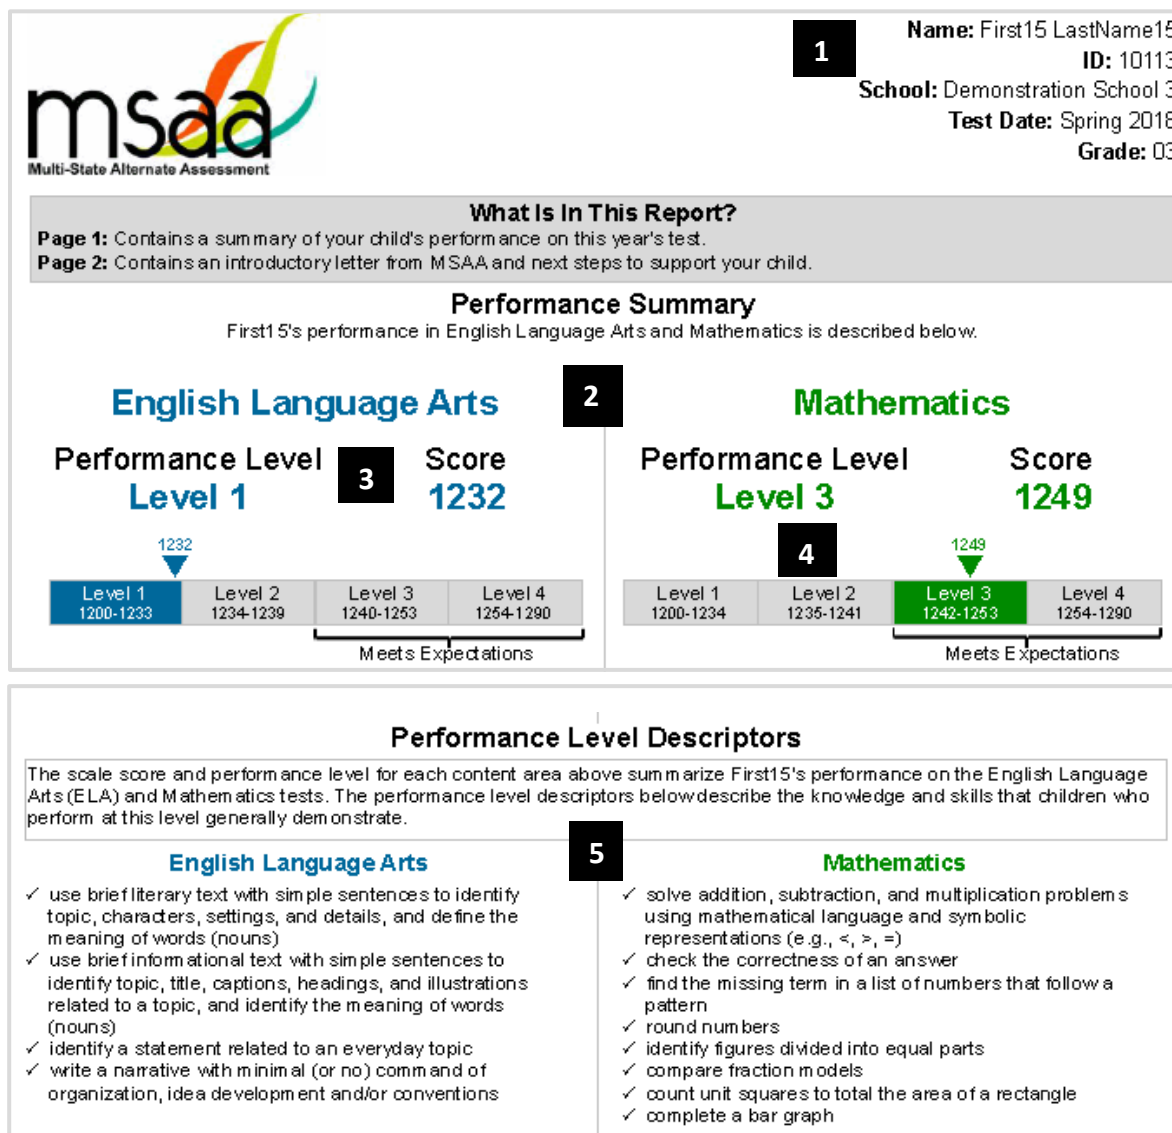 msaa
Multi-State Alternate Assessment
1
Name: First15 LastName15
ID: 10113
School: Demonstration School 3
Test Date: Spring 2018
Grade: 03
What Is In This Report?
Page 1: Contains a summary of your child's performance on this year's test.
Page 2: Contains an introductory letter from MSAA and next steps to support your child.
Performance Summary
First15's performance in English Language Arts and Mathematics is described below.
2
English Language Arts
Performance Level
Score
3
Level 1
1232
1232
Level 1
1200-1233
Level 2
1234-1239
Level 3
1240-1253
Level 4
1254-1290
Meets Expectations
Mathematics
Performance Level
Score
Level 3
1249
4
1249
Level 1
1200-1234
Level 2
1235-1241
Level 3
1242-1253
Level 4
1254-1290
Meets Expectations
Performance Level Descriptors
The scale score and performance level for each content area above summarize First15's performance on the English Language
Arts (ELA) and Mathematics tests. The performance level descriptors below describe the knowledge and skills that children who
perform at this level generally demonstrate.
5
English Language Arts
✓ use brief literary text with simple sentences to identify
topic, characters, settings, and details, and define the
meaning of words (nouns)
✓ use brief informational text with simple sentences to
identify topic, title, captions, headings, and illustrations
related to a topic, and identify the meaning of words
(nouns)
✓ identify a statement related to an everyday topic
✓ write a narrative with minimal (or no) command of
organization, idea development and/or conventions
Mathematics
✓ solve addition, subtraction, and multiplication problems
using mathematical language and symbolic
representations (e.g., <, >, =)
✓ check the correctness of an answer
✓ find the missing term in a list of numbers that follow a
pattern
✓ round numbers
✓ identify figures divided into equal parts
✓ compare fraction models
✓ count unit squares to total the area of a rectangle
✓ complete a bar graph